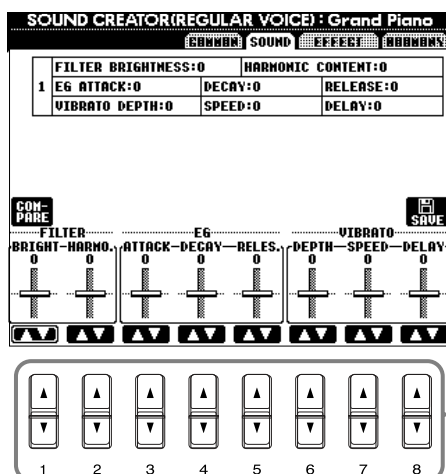 SOUND CREATOR(REGULAR VOICE) : Grand Piano
COMMON SOUND EFFECT HARMONY
FILTER BRIGHTNESS:0 HARMONIC CONTENT:0
1 EG ATTACK:0 DECAY:0 RELEASE:0
VIBRATO DEPTH:0 SPEED:0 DELAY:0
COM-
PARE
SAVE
FILTER EG VIBRATO
BRIGHT HARMO. ATTACK DECAY RELES. DEPTH SPEED DELAY
0 0 0 0 0 0 0 0
1 2 3 4 5 6 7 8